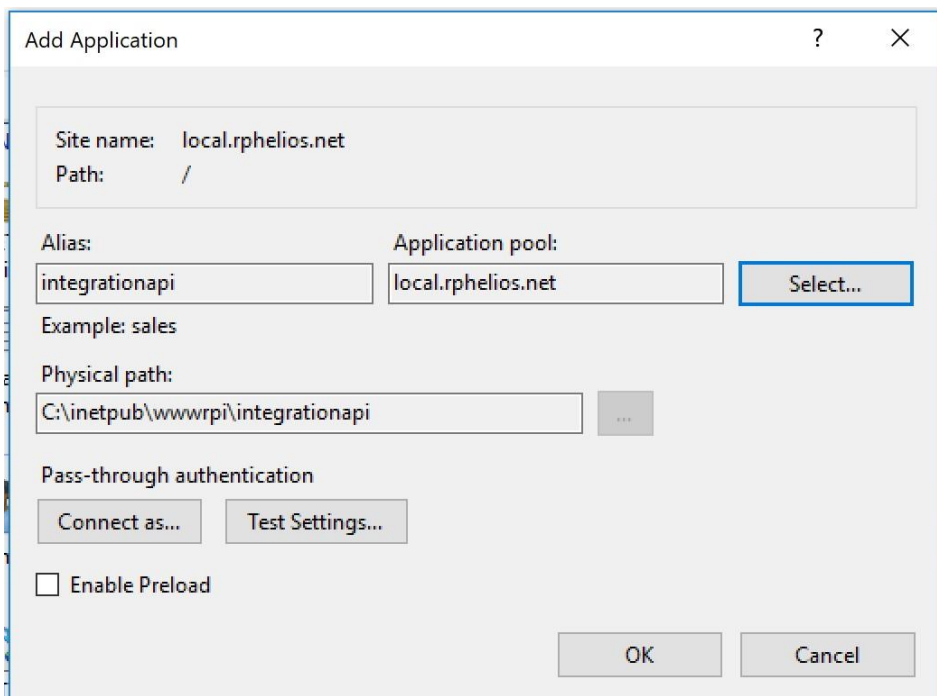 Add Application
?
Site name: local.rphelios.net
Path: /
Alias:
Application pool:
integrationapi
local.rphelios.net
Select...
Example: sales
Physical path:
C:\inetpub\wwwrpi\integrationapi
...
Pass-through authentication
Connect as...
Test Settings...
Enable Preload
OK
Cancel